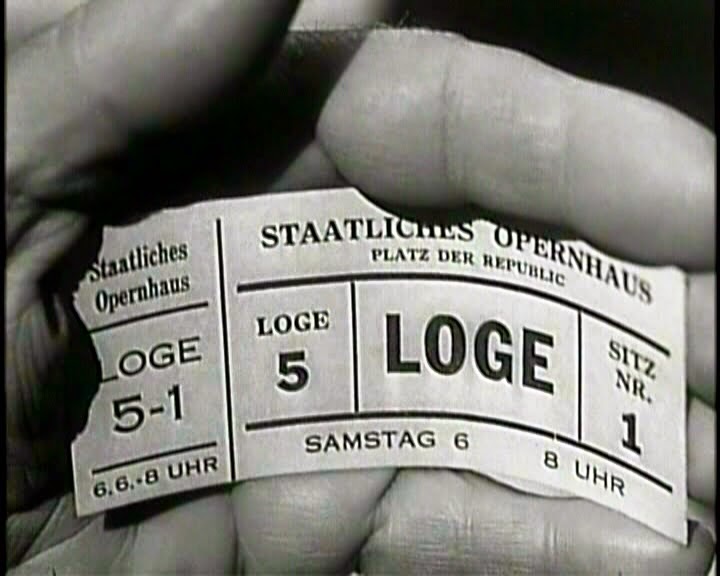 Staatliches
Opernhaus
LOGE
5-1
6.6.-8 UHR
STAATLICHES OPERNHAUS
PLATZ DER REPUBLIC
LOGE
5
LOGE
SITZ
NR.
1
SAMSTAG 6 8 UHR